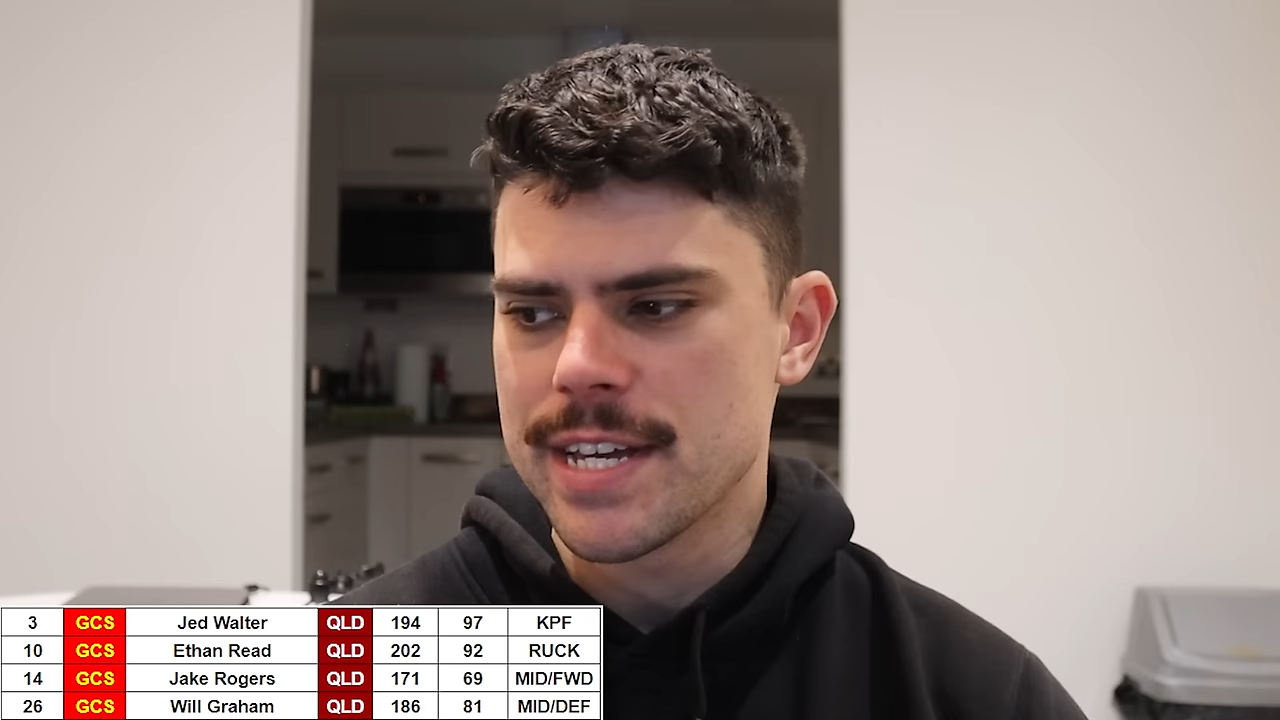 3 GCS Jed Walter QLD 194 97 KPF
10 GCS Ethan Read QLD 202 92 RUCK
14 GCS Jake Rogers QLD 171 69 MID/FWD
26 GCS Will Graham QLD 186 81 MID/DEF